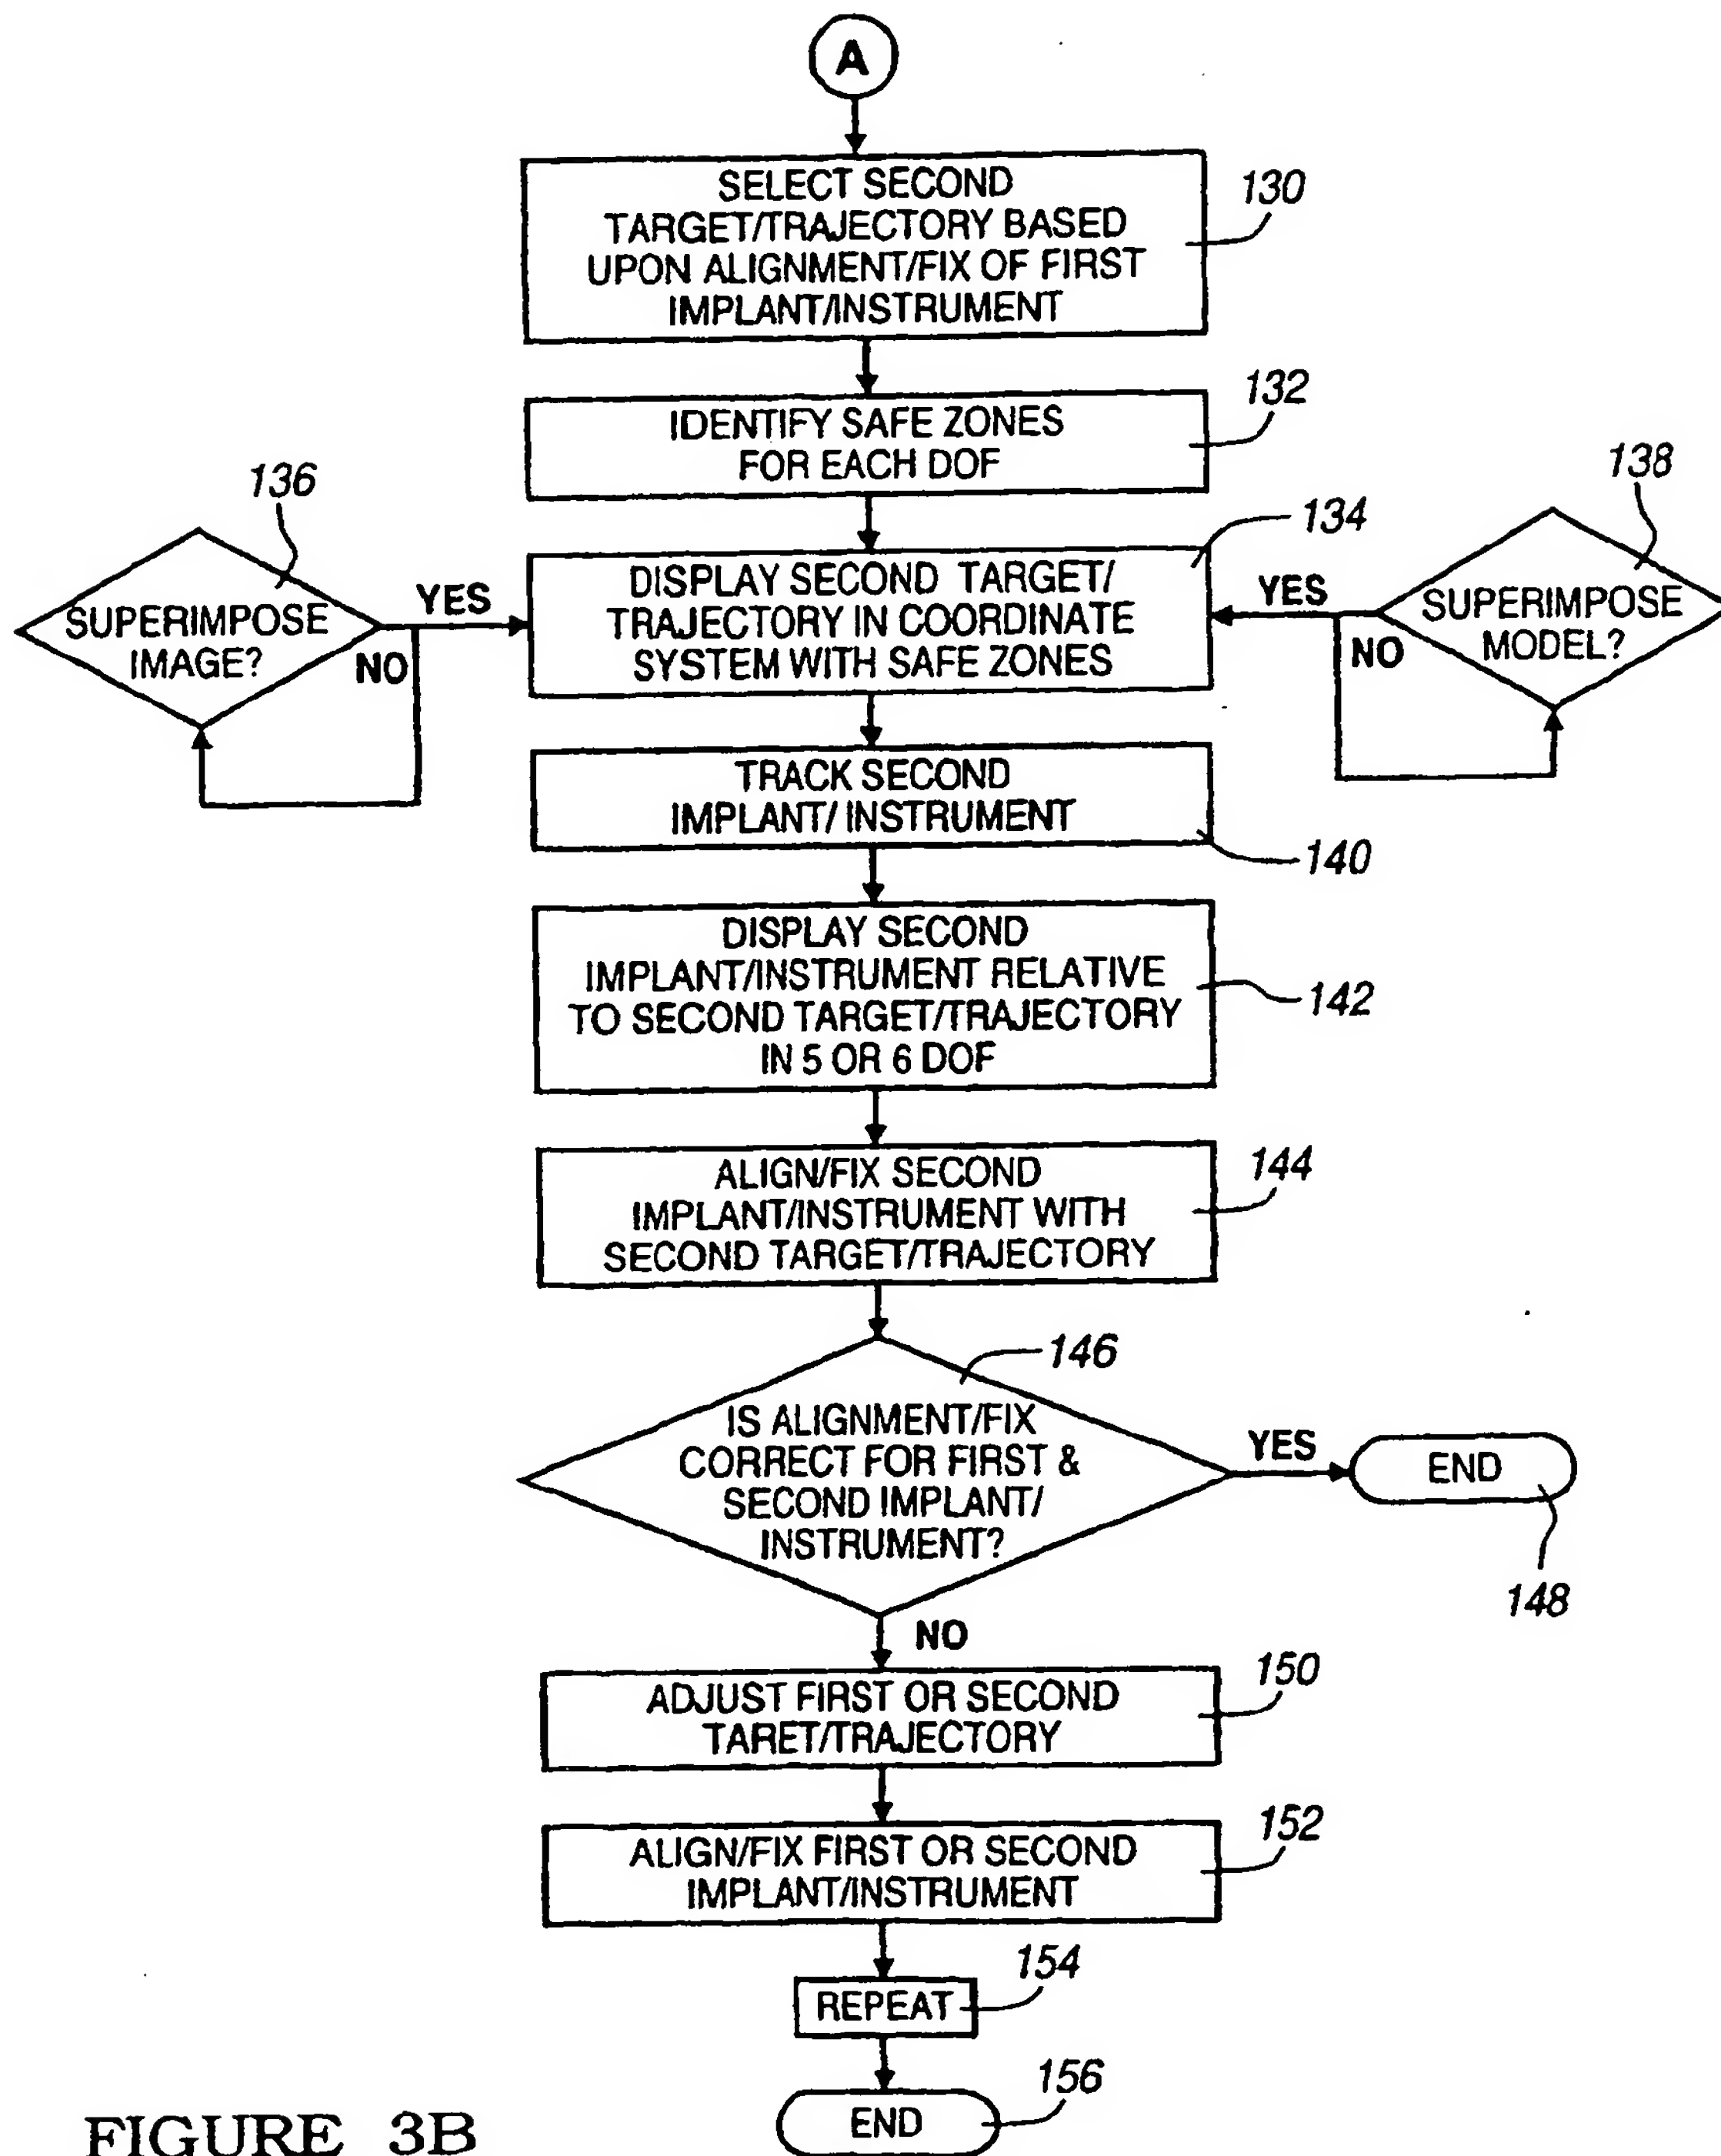 A
SELECT SECOND
TARGET/TRAJECTORY BASED
UPON ALIGNMENT/FIX OF FIRST
IMPLANT/INSTRUMENT
130
IDENTIFY SAFE ZONES
FOR EACH DOF
132
136
SUPERIMPOSE
IMAGE?
YES
NO
DISPLAY SECOND TARGET/
TRAJECTORY IN COORDINATE
SYSTEM WITH SAFE ZONES
134
138
SUPERIMPOSE
MODEL?
YES
NO
TRACK SECOND
IMPLANT/ INSTRUMENT
140
DISPLAY SECOND
IMPLANT/INSTRUMENT RELATIVE
TO SECOND TARGET/TRAJECTORY
IN 5 OR 6 DOF
142
ALIGN/FIX SECOND
IMPLANT/INSTRUMENT WITH
SECOND TARGET/TRAJECTORY
144
146
IS ALIGNMENT/FIX
CORRECT FOR FIRST &
SECOND IMPLANT/
INSTRUMENT?
YES
END
148
NO
ADJUST FIRST OR SECOND
TARET/TRAJECTORY
150
ALIGN/FIX FIRST OR SECOND
IMPLANT/INSTRUMENT
152
REPEAT
154
END
156
FIGURE 3B